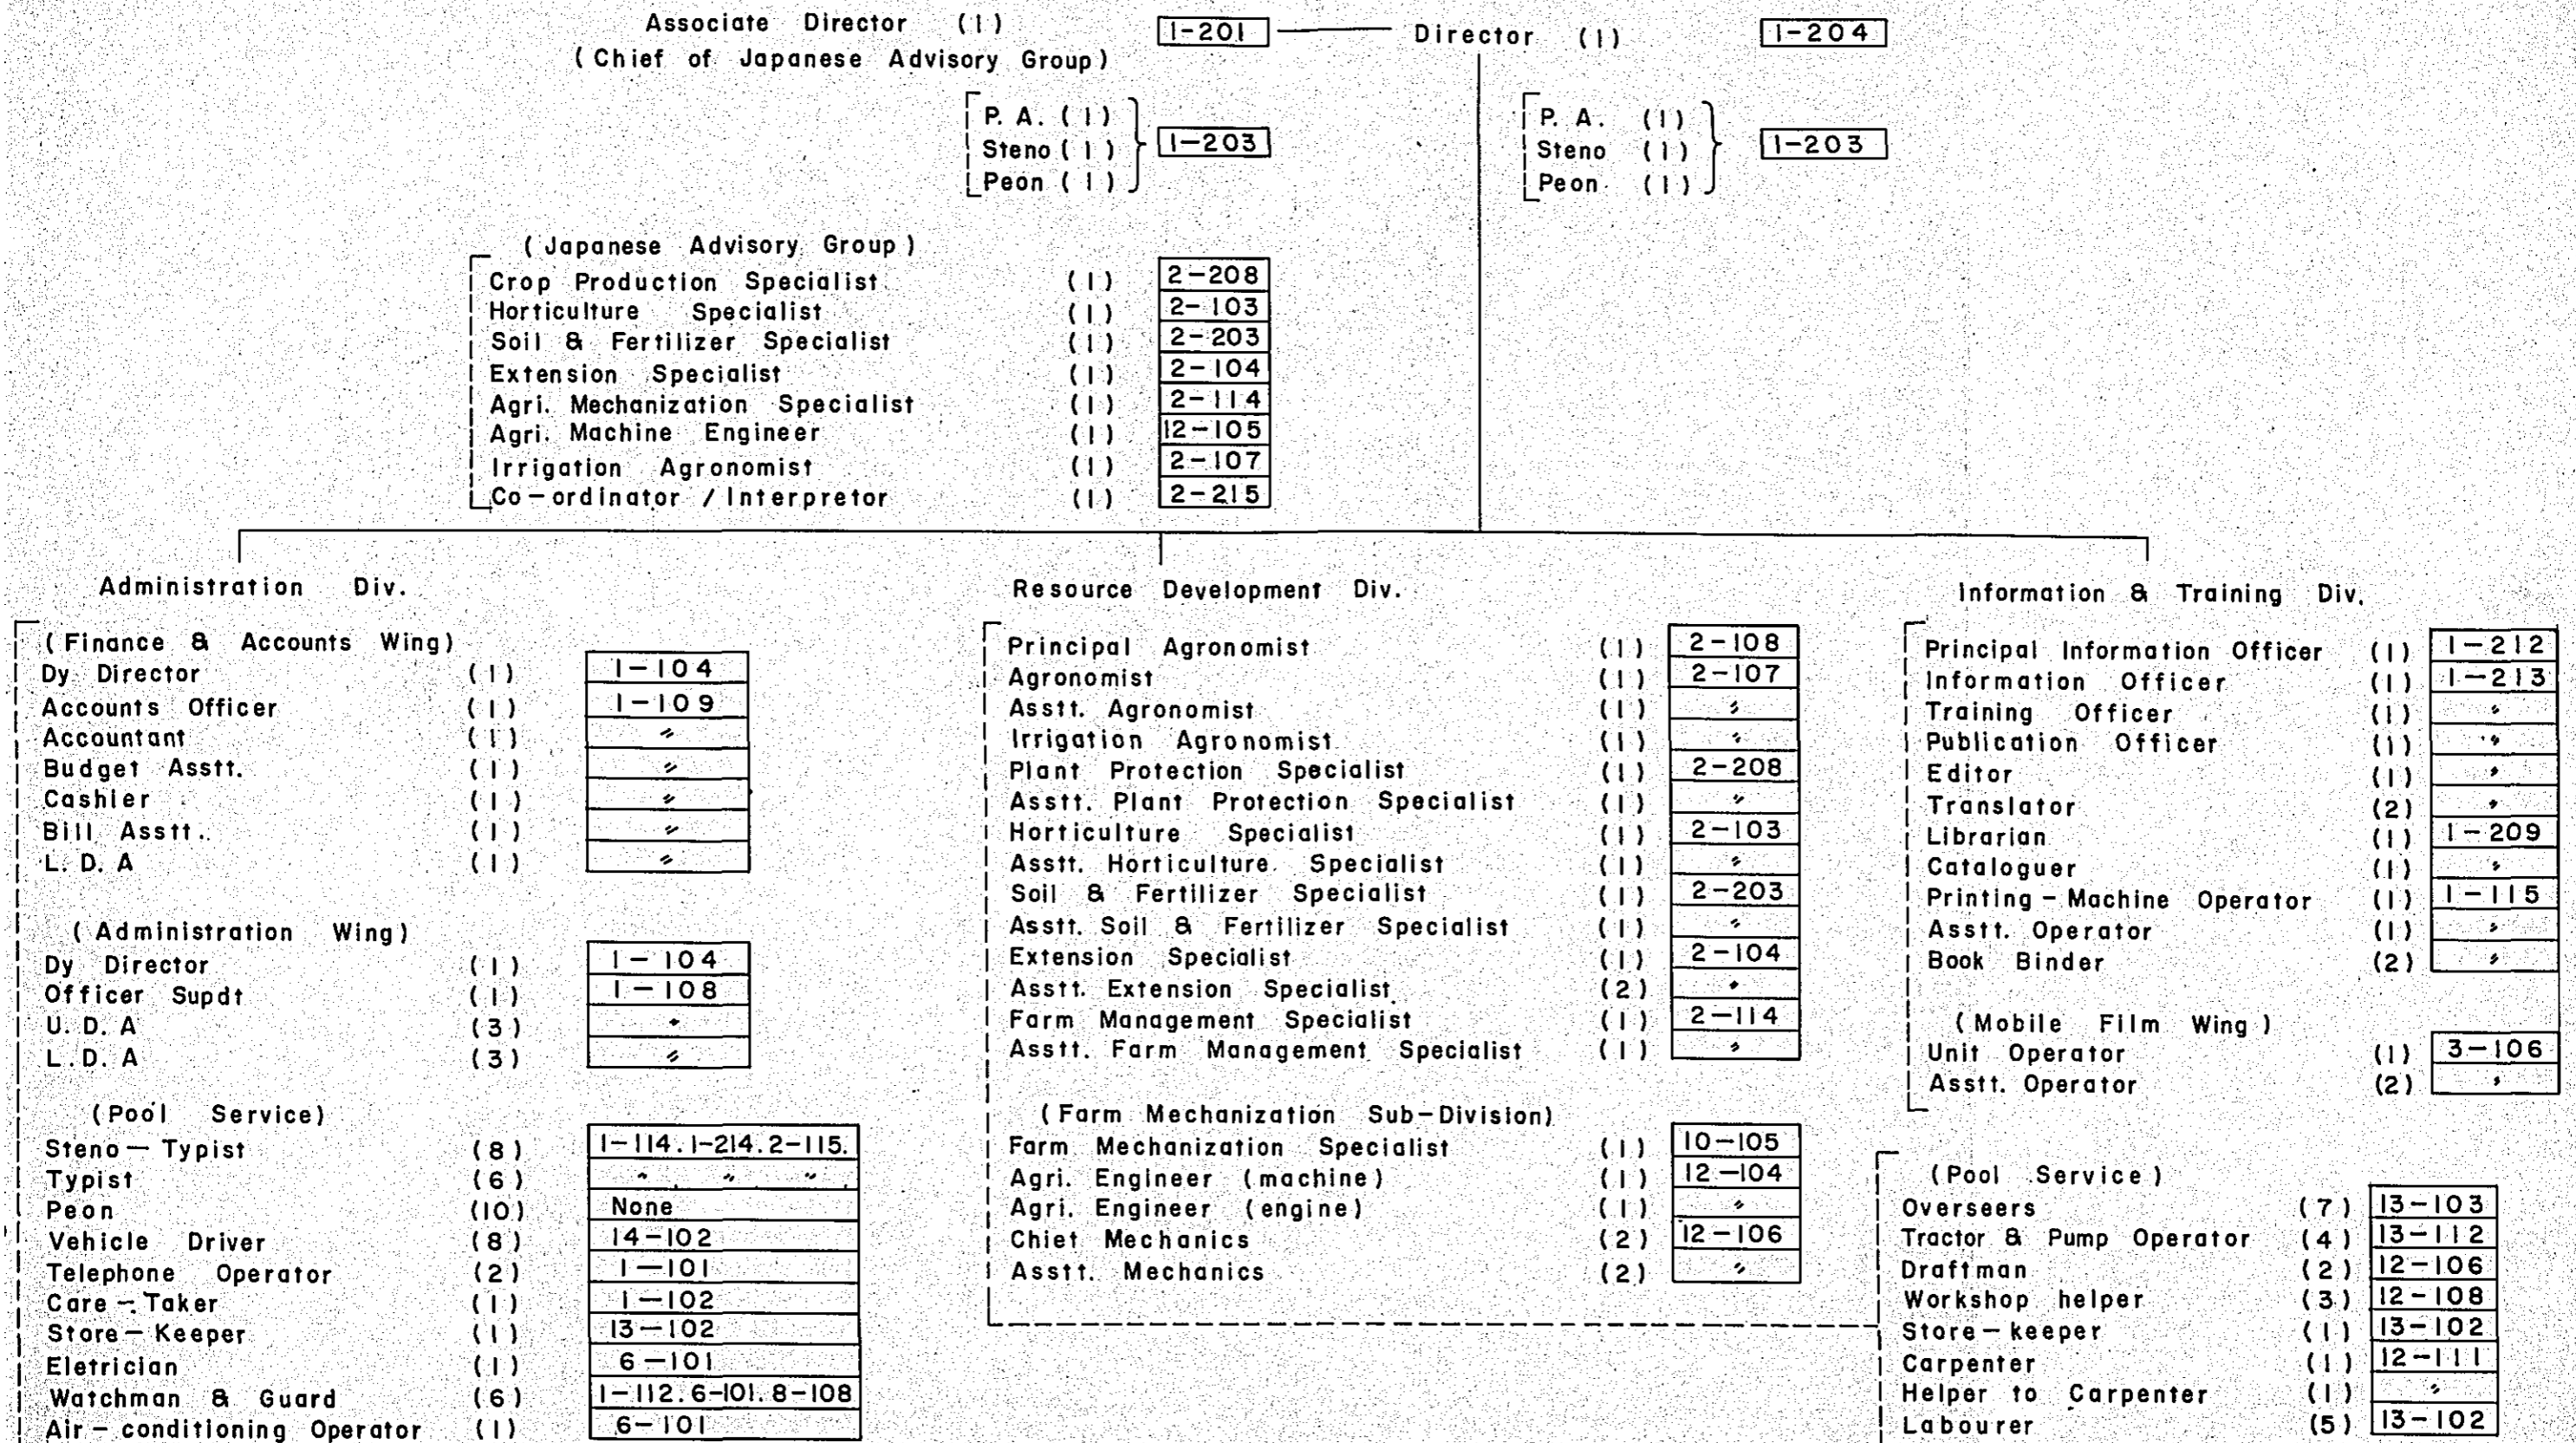 Associate Director (1) 1-201 Director (1) 1-204
(Chief of Japanese Advisory Group)
P. A. (1)
Steno (1) 1-203
Peon (1)
P. A. (1)
Steno (1) 1-203
Peon (1)
(Japanese Advisory Group)
Crop Production Specialist (1) 2-208
Horticulture Specialist (1) 2-103
Soil & Fertilizer Specialist (1) 2-203
Extension Specialist (1) 2-104
Agri. Mechanization Specialist (1) 2-114
Agri. Machine Engineer (1) 12-105
Irrigation Agronomist (1) 2-107
Co-ordinator / Interpretor (1) 2-215
Administration Div.
(Finance & Accounts Wing)
Dy Director (1) 1-104
Accounts Officer (1) 1-109
Accountant (1) 〃
Budget Asstt. (1) 〃
Cashier (1) 〃
Bill Asstt. (1) 〃
L. D. A (1) 〃
(Administration Wing)
Dy Director (1) 1-104
Officer Supdt (1) 1-108
U. D. A (3) 〃
L. D. A (3) 〃
(Pool Service)
Steno-Typist (8) 1-114. 1-214. 2-115.
Typist (6) 〃 〃 〃
Peon (10) None
Vehicle Driver (8) 14-102
Telephone Operator (2) 1-101
Care-Taker (1) 1-102
Store-Keeper (1) 13-102
Eletrician (1) 6-101
Watchman & Guard (6) 1-112. 6-101. 8-108
Air-conditioning Operator (1) 6-101
Resource Development Div.
Principal Agronomist (1) 2-108
Agronomist (1) 2-107
Asstt. Agronomist (1) 〃
Irrigation Agronomist (1) 〃
Plant Protection Specialist (1) 2-208
Asstt. Plant Protection Specialist (1) 〃
Horticulture Specialist (1) 2-103
Asstt. Horticulture Specialist (1) 〃
Soil & Fertilizer Specialist (1) 2-203
Asstt. Soil & Fertilizer Specialist (1) 〃
Extension Specialist (1) 2-104
Asstt. Extension Specialist (2) 〃
Farm Management Specialist (1) 2-114
Asstt. Farm Management Specialist (1) 〃
(Farm Mechanization Sub-Division)
Farm Mechanization Specialist (1) 10-105
Agri. Engineer (machine) (1) 12-104
Agri. Engineer (engine) (1) 〃
Chiet Mechanics (2) 12-106
Asstt. Mechanics (2) 〃
Information & Training Div.
Principal Information Officer (1) 1-212
Information Officer (1) 1-213
Training Officer (1) 〃
Publication Officer (1) 〃
Editor (1) 〃
Translator (2) 〃
Librarian (1) 1-209
Cataloguer (1) 〃
Printing-Machine Operator (1) 1-115
Asstt. Operator (1) 〃
Book Binder (2) 〃
(Mobile Film Wing)
Unit Operator (1) 3-106
Asstt. Operator (2) 〃
(Pool Service)
Overseers (7) 13-103
Tractor & Pump Operator (4) 13-112
Draftman (2) 12-106
Workshop helper (3) 12-108
Store-keeper (1) 13-102
Carpenter (1) 12-111
Helper to Carpenter (1) 〃
Labourer (5) 13-102